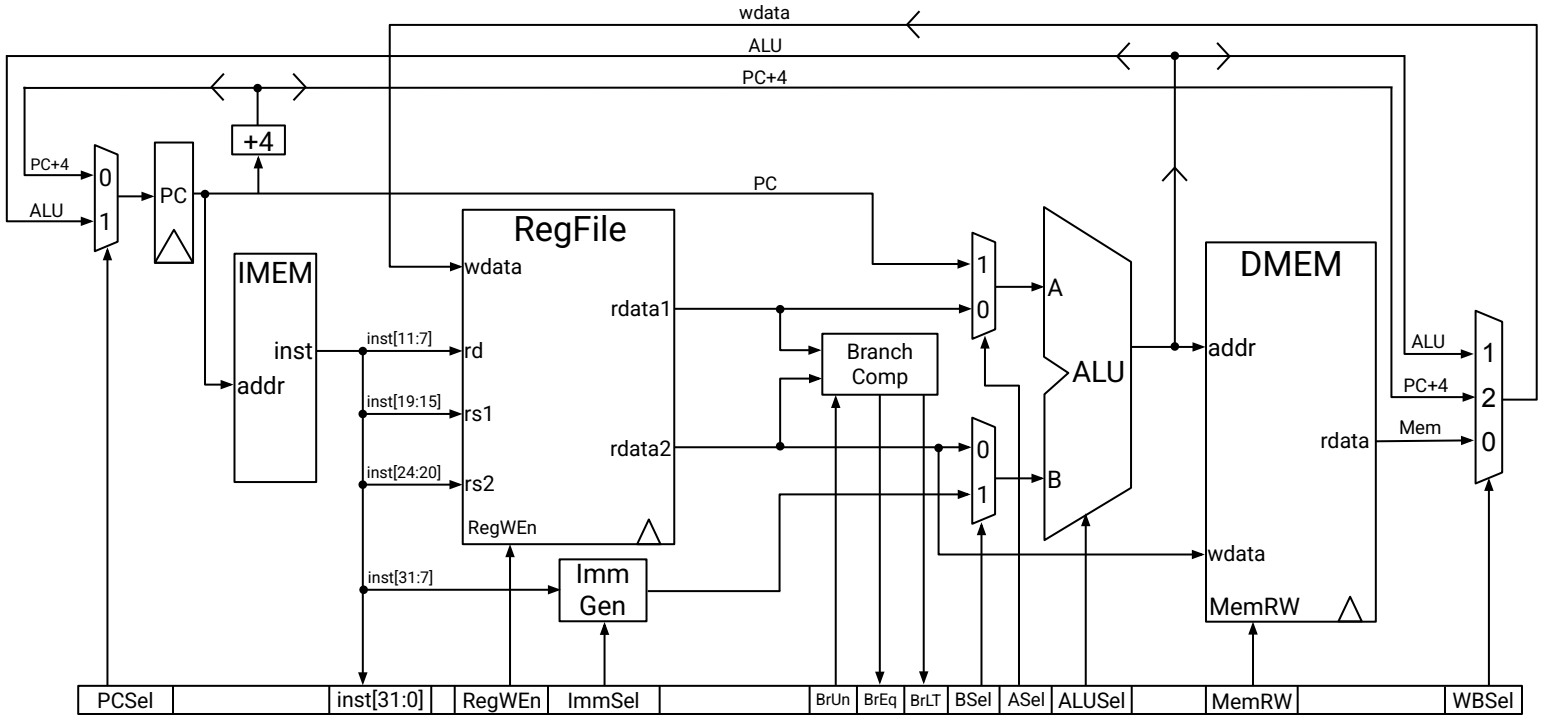 wdata
ALU
PC+4
+4
PC+4
0
PC
PC
ALU
1
RegFile
IMEM
wdata
1
DMEM
A
rdata1
0
inst[11:7]
inst
rd
Branch
Comp
addr
ALU
1
addr
ALU
inst[19:15]
rs1
PC+4
2
rdata2
0
Mem
rdata
0
inst[24:20]
rs2
B
1
RegWEn
wdata
inst[31:7]
Imm
Gen
MemRW
PCSel
inst[31:0]
RegWEn
ImmSel
BrUn
BrEq
BrLT
BSel
ASel
ALUSel
MemRW
WBSel